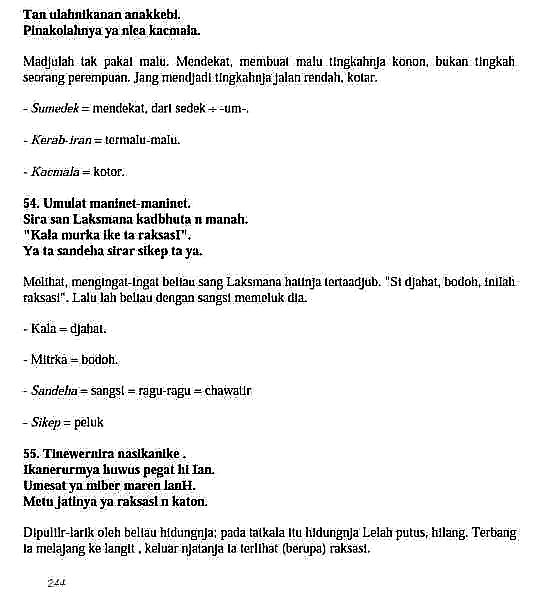 Tan ulahnikanan anakkebi.
Pinakolahnya ya nlea kacmala.
Madjulah tak pakai malu. Mendekat, membuat malu tingkahnja konon, bukan tingkah
seorang perempuan. Jang mendjadi tingkahnja jalan rendah, kotar.
- Sumedek = mendekat, dari sedek ÷ -um-.
- Kerab-iran = termalu-malu.
- Kacmala = kotor.
54. Umulat maninet-maninet.
Sira san Laksmana kadbhuta n manah.
"Kala murka ike ta raksasI".
Ya ta sandeha sirar sikep ta ya.
Melihat, mengingat-ingat beliau sang Laksmana hatinja tertaadjub. "Si djahat, bodoh, inilah
raksasi". Lalu lah beliau dengan sangsi memeluk dia.
- Kala = djahat.
- Mitrka = bodoh.
- Sandeha = sangsi = ragu-ragu = chawatir
- Sikep = peluk
55. Tinewernira nasikanike .
Ikanerurmya huwus pegat hi Ian.
Umesat ya miber maren lanH.
Metu jatinya ya raksasi n katon.
Dipulilr-larik oleh beliau hidungnja; pada tatkala itu hidungnja Lelah putus, hilang. Terbang
ia melajang ke langit , keluar njatanja ia terlihat (berupa) raksasi.
244